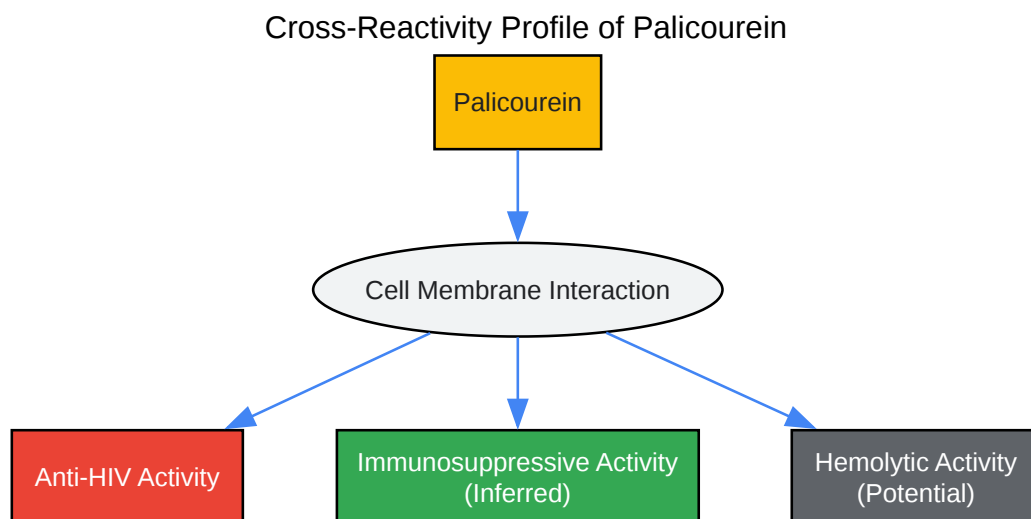 Cross-Reactivity Profile of Palicourein
Palicourein
Cell Membrane Interaction
Anti-HIV Activity
Immunosuppressive Activity
(Inferred)
Hemolytic Activity
(Potential)